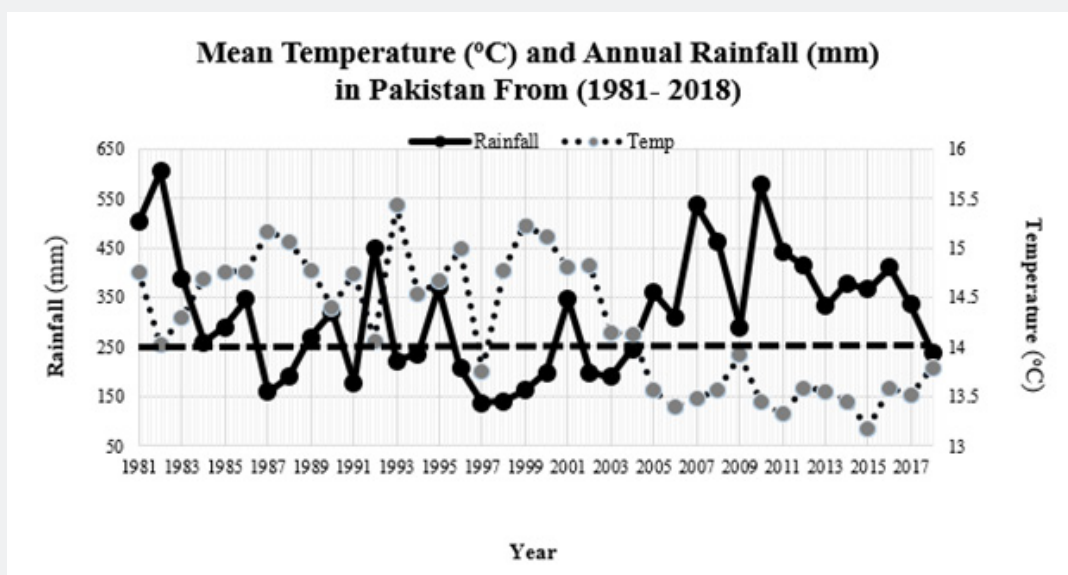 Mean Temperature (ºC) and Annual Rainfall (mm)
in Pakistan From (1981- 2018)
Rainfall Temp
650
550
450
350
250
150
50
Rainfall (mm)
16
15.5
15
14.5
14
13.5
13
Temperature (°C)
1981 1983 1985 1987 1989 1991 1993 1995 1997 1999 2001 2003 2005 2007 2009 2011 2013 2015 2017
Year